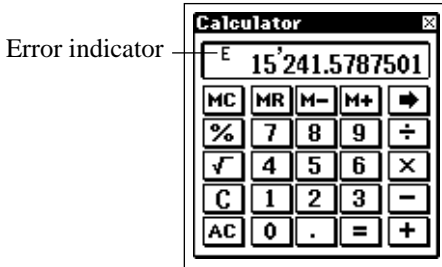 Calculator
Error indicator
E 15’241.5787501
MC MR M− M+ ➡
% 7 8 9 ÷
√ 4 5 6 ×
C 1 2 3 −
AC 0 . = +